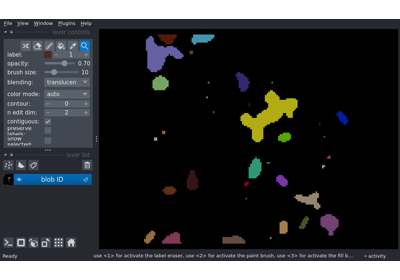 File View Window Plugins Help
layer controls
label: 1
opacity: 0.70
brush size: 10
blending: translucen
color mode: auto
contour: 0
n edit dim: 2
contiguous:
preserve labels:
show selected:
layer list
blob ID
Ready use <1> for activate the label eraser, use <2> for activate the paint brush, use <3> for activate the fill b... activity